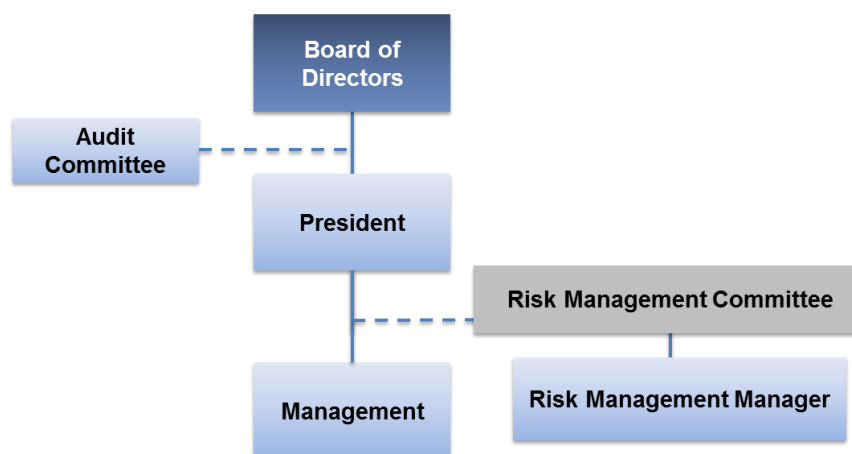 Board of
Directors
Audit
Committee
President
Risk Management Committee
Management
Risk Management Manager